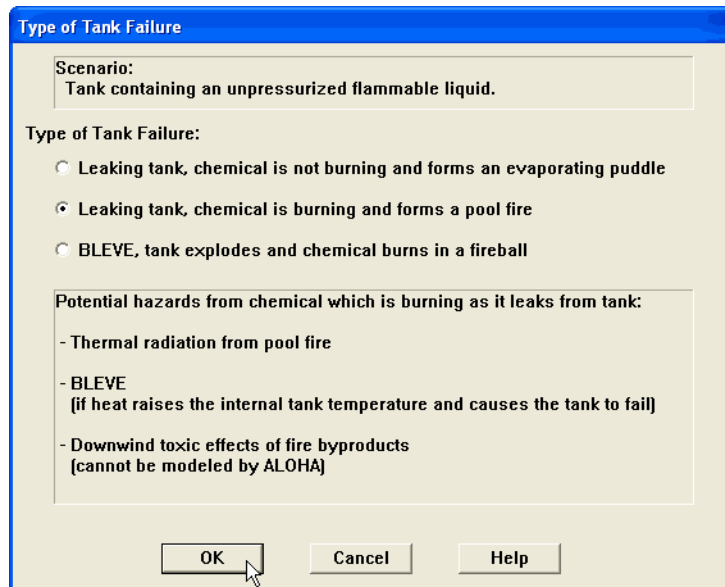 Type of Tank Failure
Scenario:
Tank containing an unpressurized flammable liquid.
Type of Tank Failure:
Leaking tank, chemical is not burning and forms an evaporating puddle
Leaking tank, chemical is burning and forms a pool fire
BLEVE, tank explodes and chemical burns in a fireball
Potential hazards from chemical which is burning as it leaks from tank:
- Thermal radiation from pool fire
- BLEVE
(if heat raises the internal tank temperature and causes the tank to fail)
- Downwind toxic effects of fire byproducts
(cannot be modeled by ALOHA)
OK
Cancel
Help